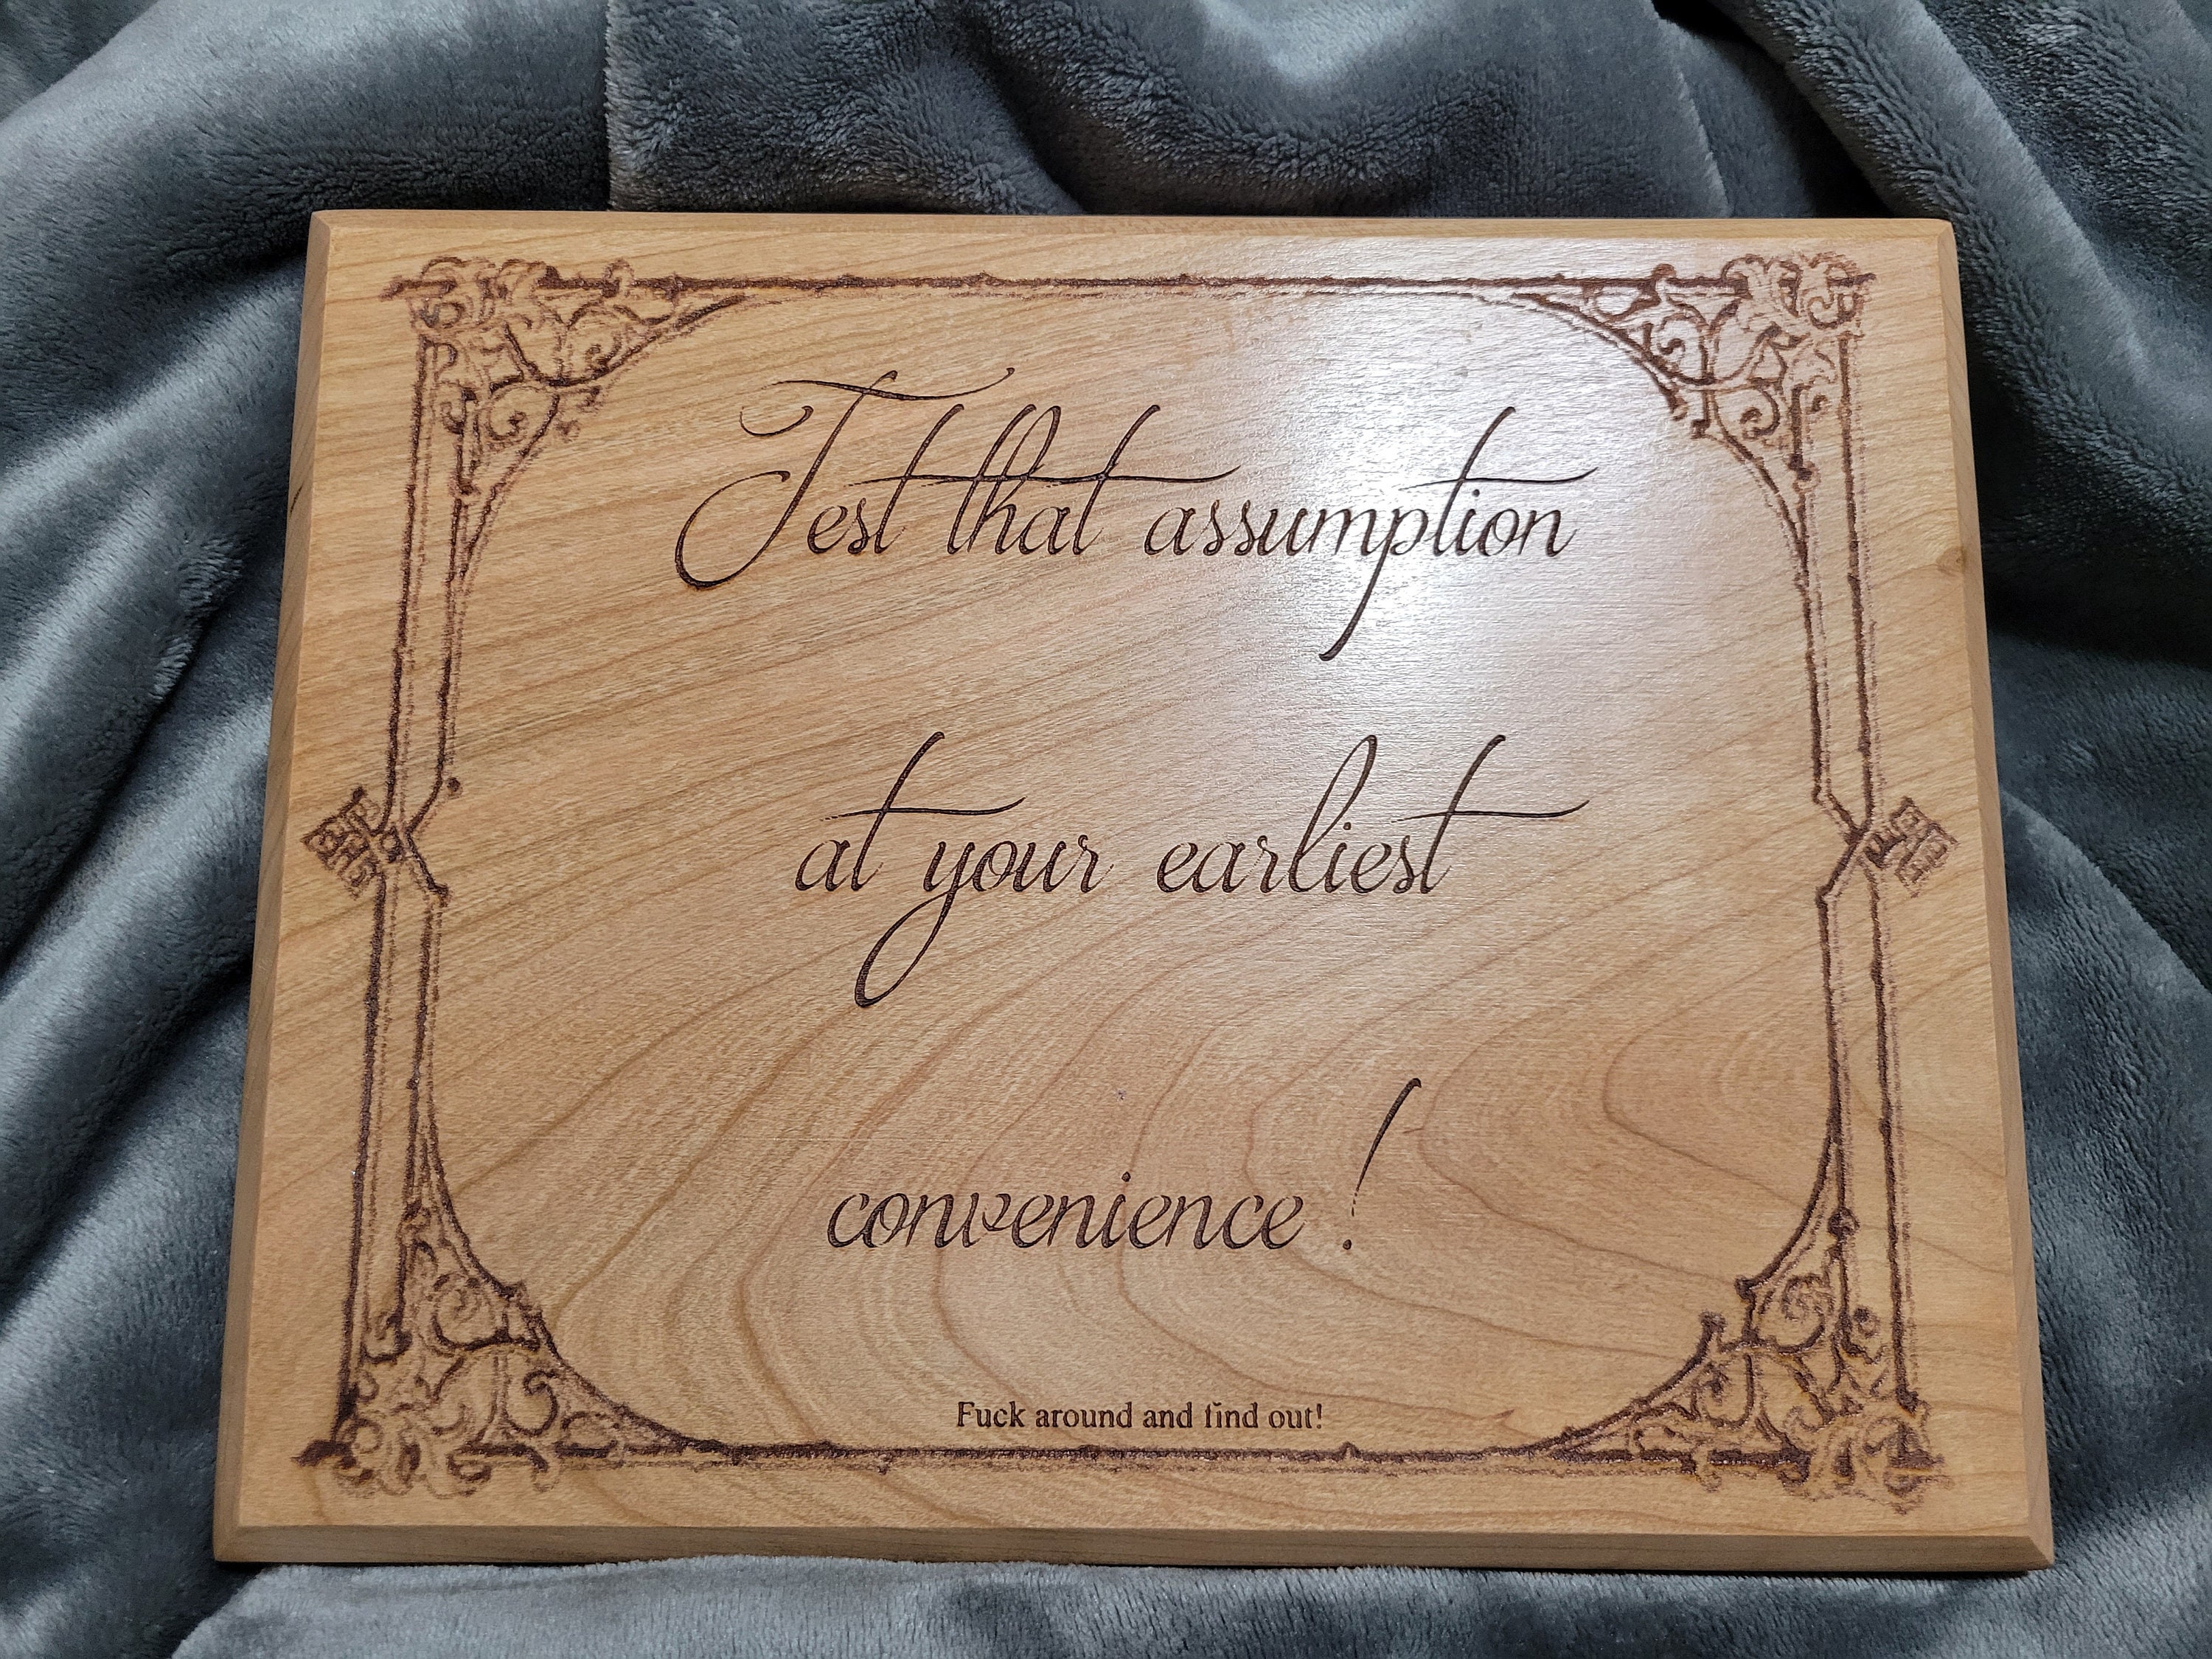 Test that assumption
at your earliest
convenience !
Fuck around and find out!